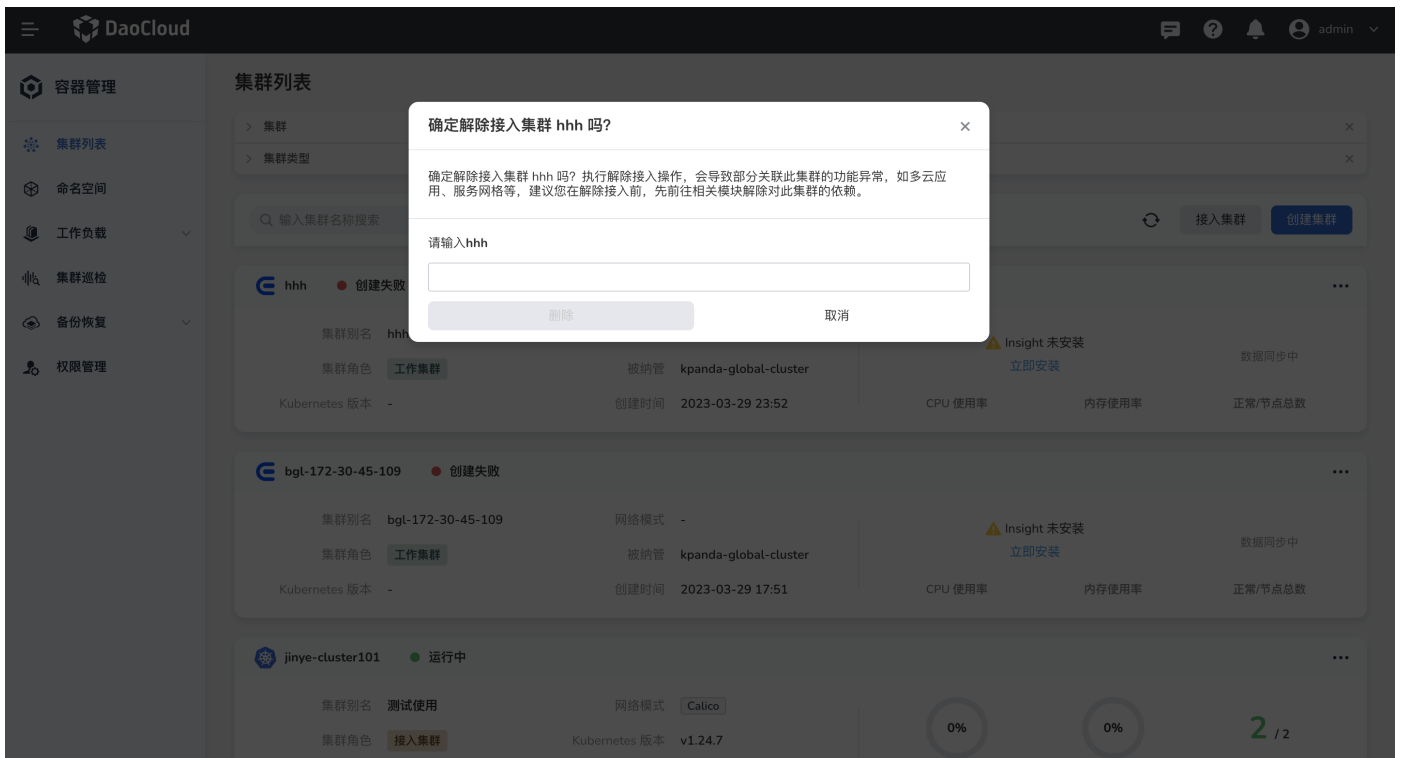 DaoCloud
admin
容器管理
集群列表
命名空间
工作负载
集群巡检
备份恢复
权限管理
集群列表
集群
集群类型
确定解除接入集群 hhh 吗?
确定解除接入集群 hhh 吗？执行解除接入操作，会导致部分关联此集群的功能异常，如多云应
用、服务网格等，建议您在解除接入前，先前往相关模块解除对此集群的依赖。
请输入hhh
删除
取消
输入集群名称搜索
接入集群
创建集群
hhh
创建失败
集群别名 hhh
集群角色 工作集群
被纳管 kpanda-global-cluster
Kubernetes 版本 -
创建时间 2023-03-29 23:52
Insight 未安装
立即安装
数据同步中
CPU 使用率
内存使用率
正常/节点总数
bgl-172-30-45-109
创建失败
集群别名 bgl-172-30-45-109
网络模式 -
集群角色 工作集群
被纳管 kpanda-global-cluster
Kubernetes 版本 -
创建时间 2023-03-29 17:51
Insight 未安装
立即安装
数据同步中
CPU 使用率
内存使用率
正常/节点总数
jinye-cluster101
运行中
集群别名 测试使用
网络模式 Calico
集群角色 接入集群
Kubernetes 版本 v1.24.7
0%
0%
2 / 2